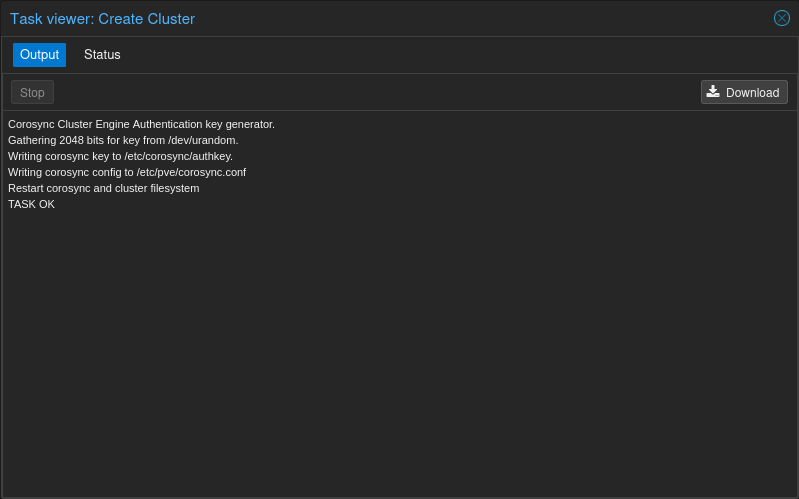 Task viewer: Create Cluster
Output Status
Stop Download
Corosync Cluster Engine Authentication key generator.
Gathering 2048 bits for key from /dev/urandom.
Writing corosync key to /etc/corosync/authkey.
Writing corosync config to /etc/pve/corosync.conf
Restart corosync and cluster filesystem
TASK OK